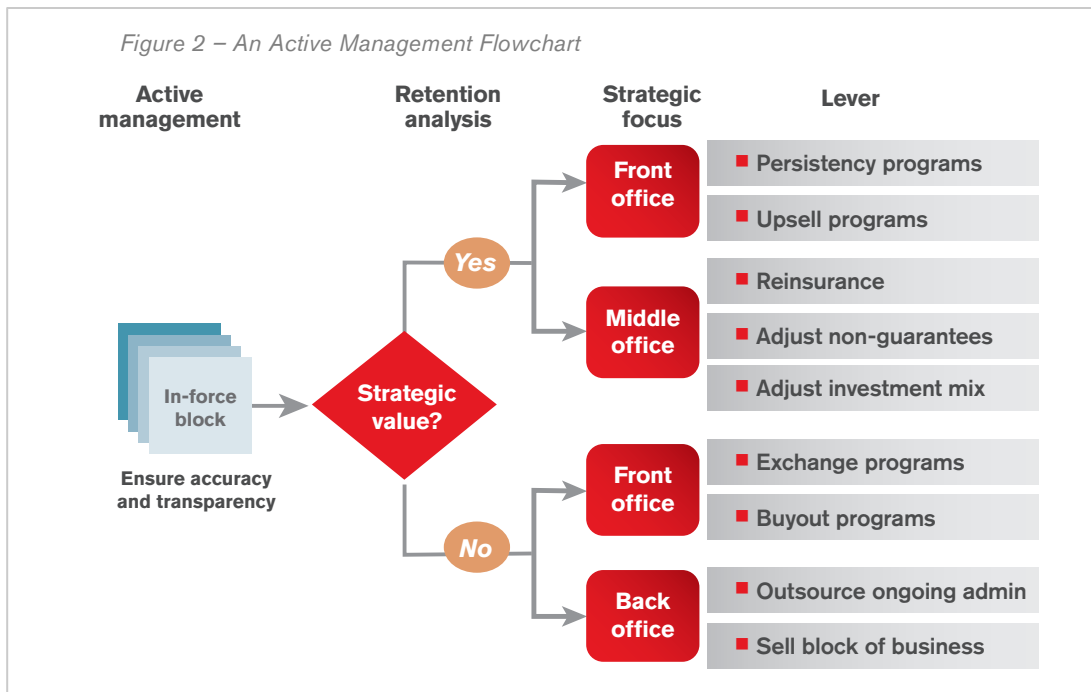 Figure 2 – An Active Management Flowchart
Active
management
Retention
analysis
Strategic
focus
Lever
In-force
block
Ensure accuracy
and transparency
Strategic
value?
Yes
Front
office
Persistency programs
Upsell programs
Middle
office
Reinsurance
Adjust non-guarantees
Adjust investment mix
No
Front
office
Exchange programs
Buyout programs
Back
office
Outsource ongoing admin
Sell block of business